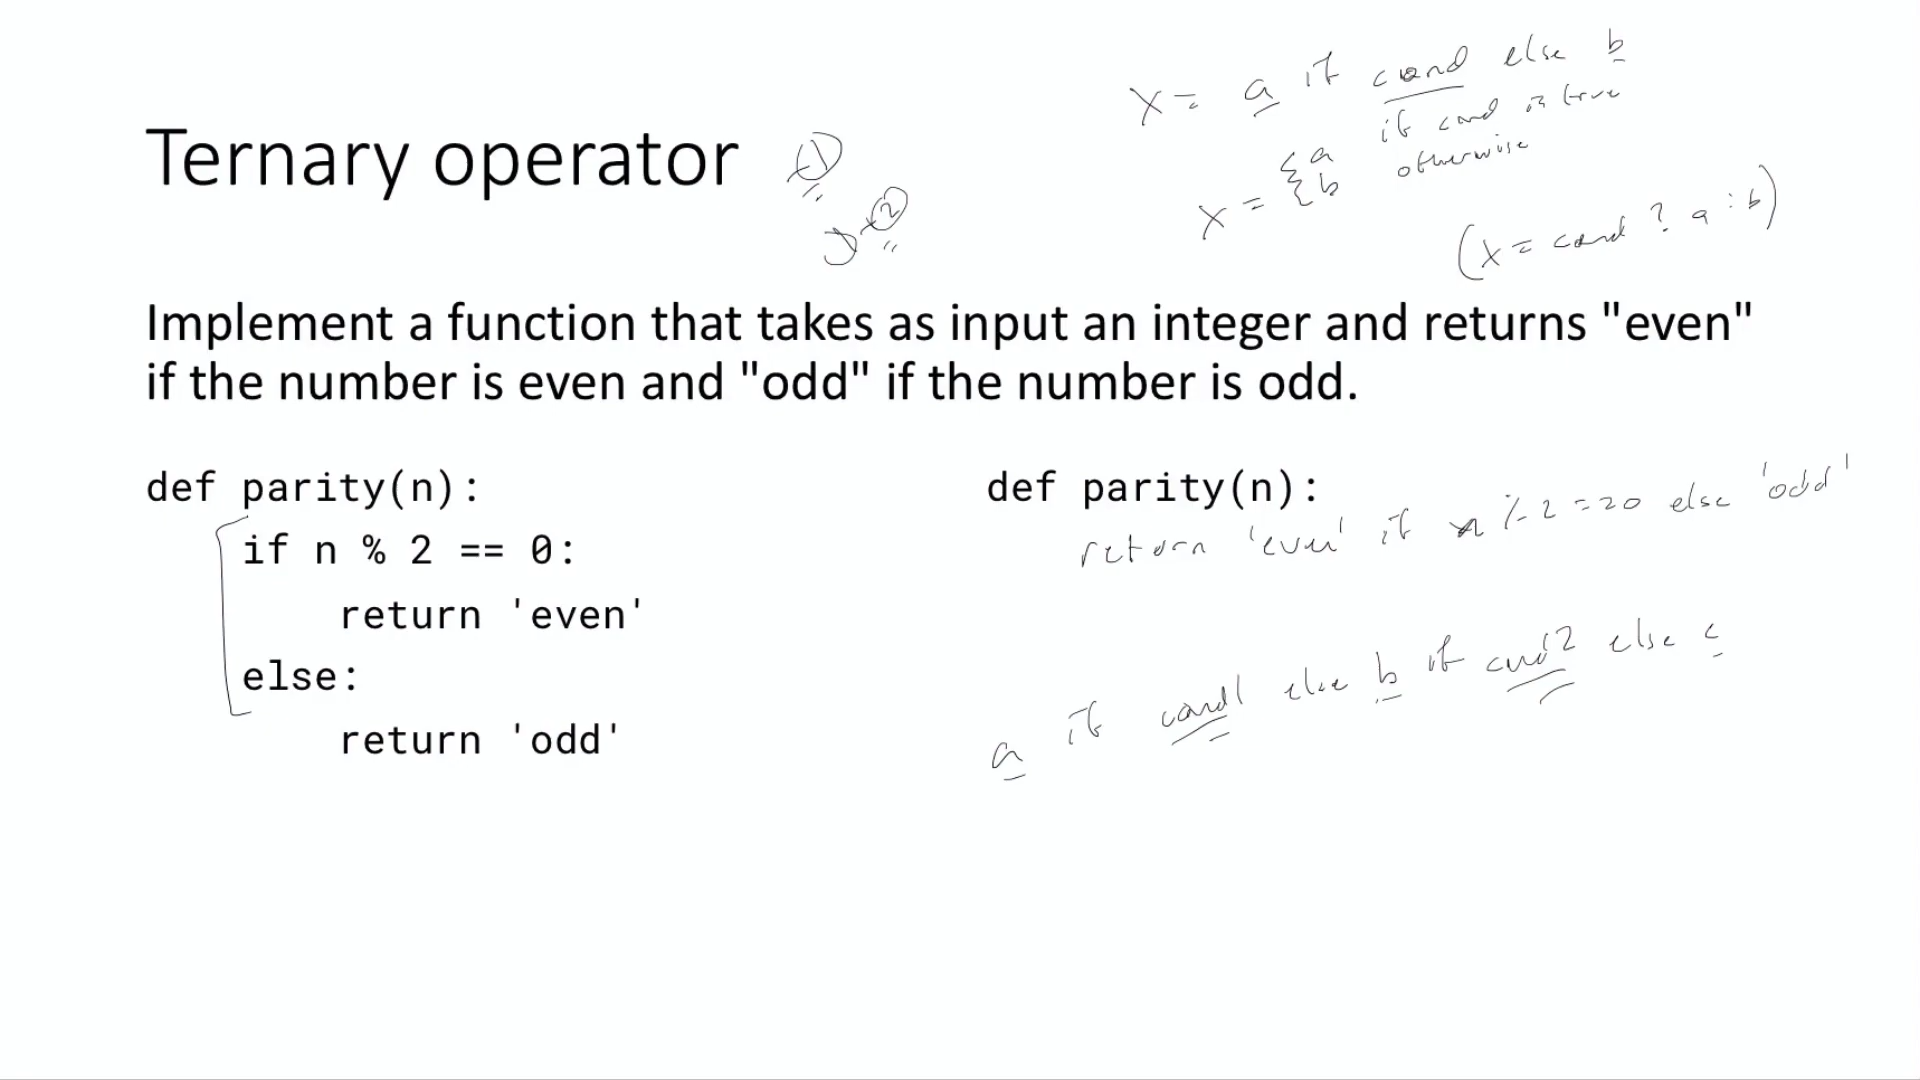 x = a if cond else b
Ternary operator
-1
x = { a if cond is true
b otherwise
(x = cond ? a : b)
Implement a function that takes as input an integer and returns "even"
if the number is even and "odd" if the number is odd.
def parity(n):
if n % 2 == 0:
return 'even'
else:
return 'odd'
def parity(n):
return 'even' if n % 2 == 0 else 'odd'
a if cond1 else b if cond2 else c